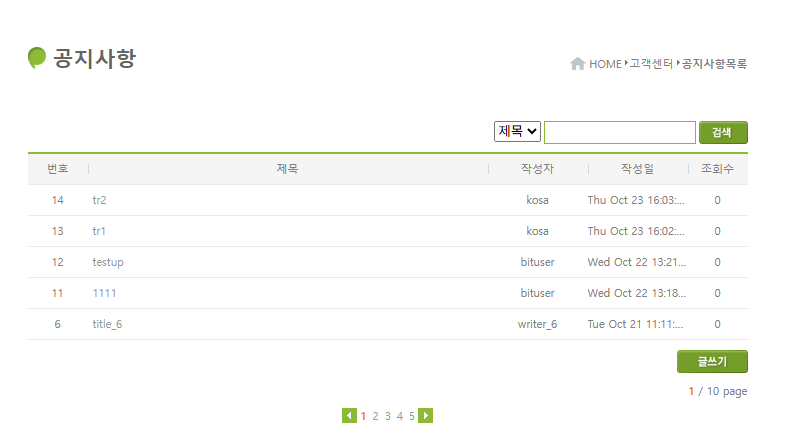 공지사항
HOME 고객센터 공지사항목록
제목 검색
번호 제목 작성자 작성일 조회수
14 tr2 kosa Thu Oct 23 16:03:... 0
13 tr1 kosa Thu Oct 23 16:02:... 0
12 testup bituser Wed Oct 22 13:21... 0
11 1111 bituser Wed Oct 22 13:18... 0
6 title_6 writer_6 Tue Oct 21 11:11:... 0
글쓰기
1 / 10 page
1 2 3 4 5